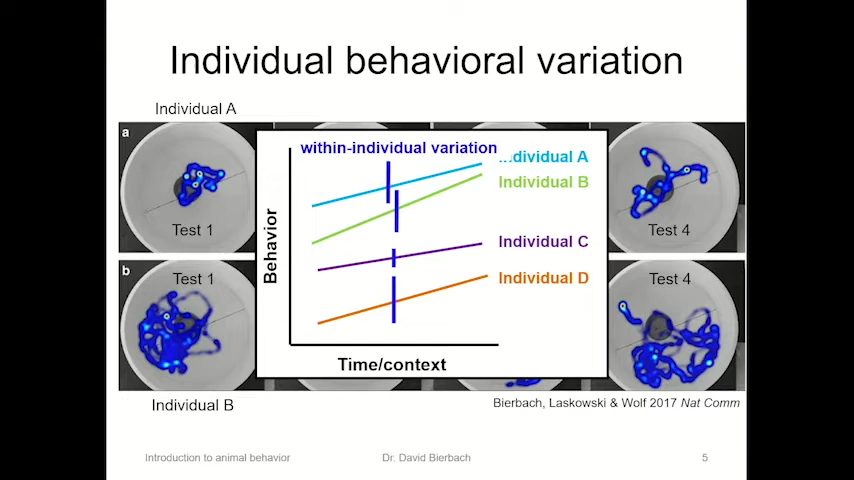 Individual behavioral variation
Individual A
a
Test 1
Test 4
within-individual variation
...dividual A
Individual B
Individual C
Individual D
Behavior
Time/context
b
Test 1
Test 4
Individual B
Bierbach, Laskowski & Wolf 2017 Nat Comm
Introduction to animal behavior
Dr. David Bierbach
5